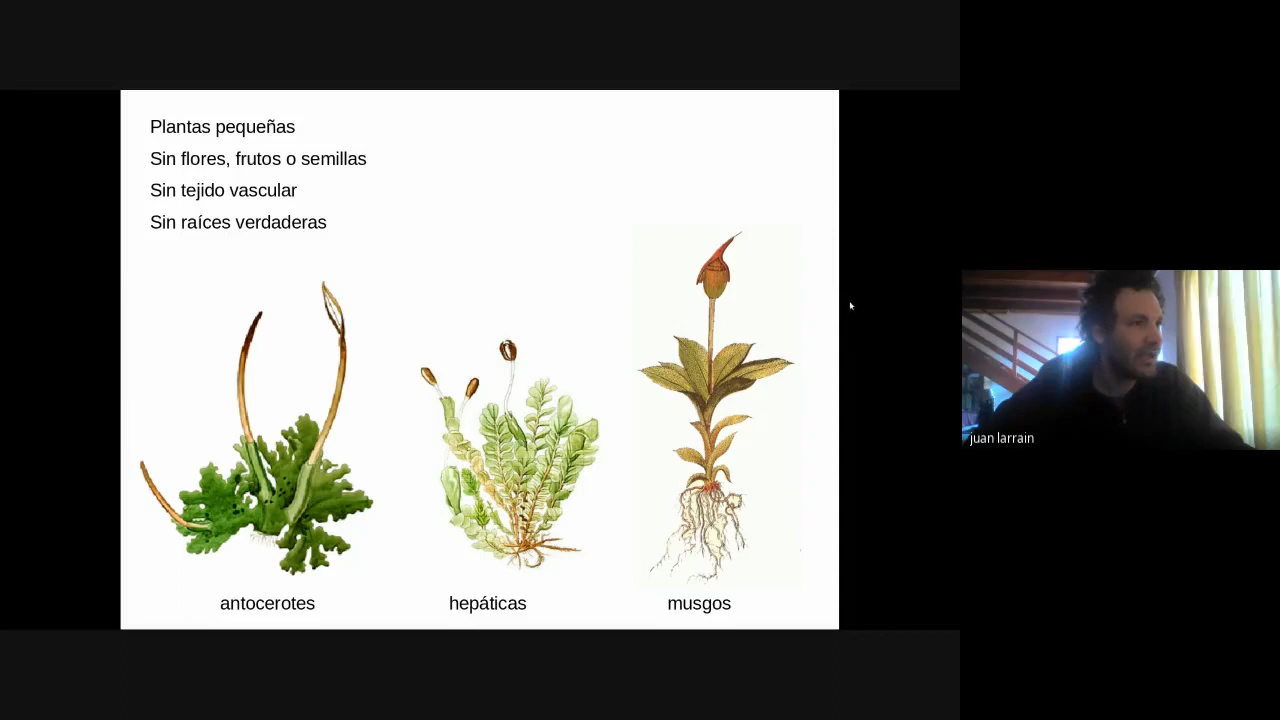 Plantas pequeñas
Sin flores, frutos o semillas
Sin tejido vascular
Sin raíces verdaderas
antocerotes
hepáticas
musgos
juan larrain